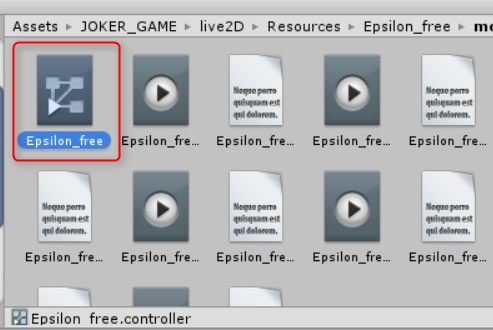 Assets ▸ JOKER_GAME ▸ live2D ▸ Resources ▸ Epsilon_free ▸
Neque porro
quisquam est
qui dolorem.
Neque porro
quisquam est
qui dolorem.
Epsilon_free
Epsilon_fre...
Epsilon_fre...
Epsilon_fre...
Epsilon_fre...
Neque porro
quisquam est
qui dolorem.
Neque porro
quisquam est
qui dolorem.
Neque porro
quisquam est
qui dolorem.
Epsilon_fre...
Epsilon_fre...
Epsilon_fre...
Epsilon_fre...
Epsilon_fre...
Epsilon_free.controller